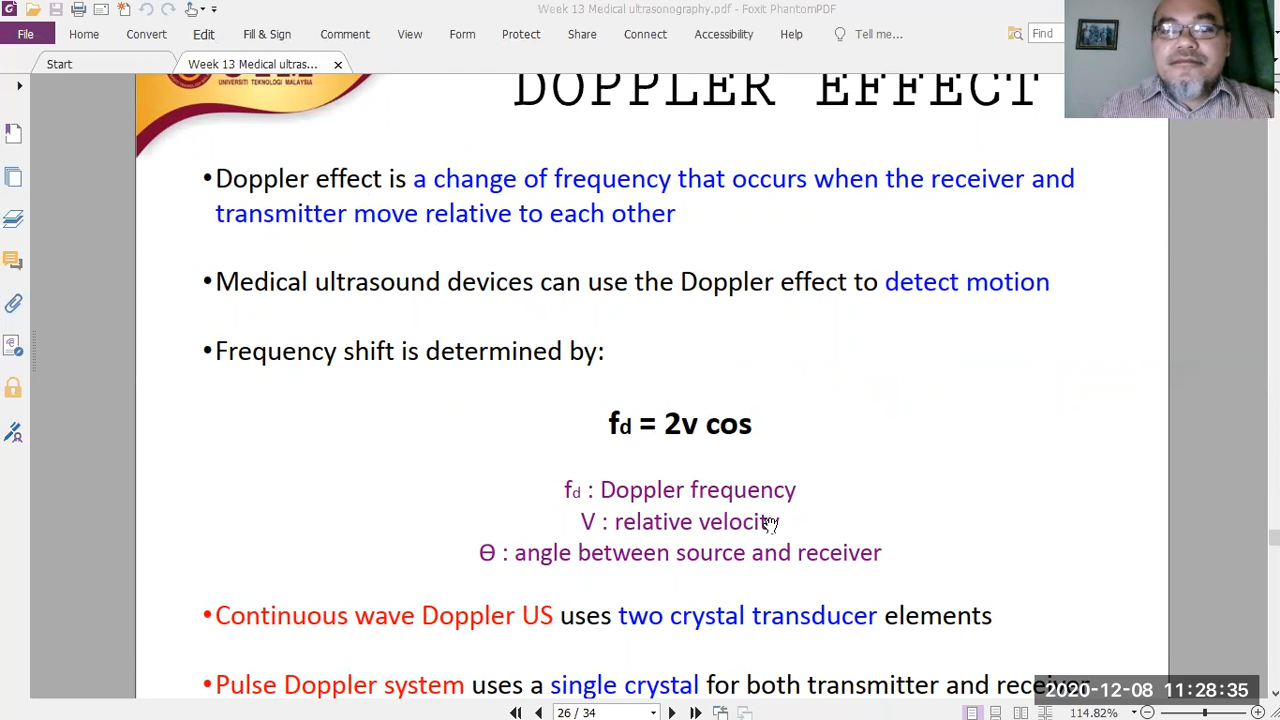 Week 13 Medical ultrasonography.pdf - Foxit PhantomPDF
File Home Convert Edit Fill & Sign Comment View Form Protect Share Connect Accessibility Help Tell me... Find
Start Week 13 Medical ultras... ×
UNIVERSITI TEKNOLOGI MALAYSIA
DOPPLER EFFECT
•Doppler effect is a change of frequency that occurs when the receiver and
transmitter move relative to each other
•Medical ultrasound devices can use the Doppler effect to detect motion
•Frequency shift is determined by:
fd = 2v cos
fd : Doppler frequency
V : relative velocity
Ɵ : angle between source and receiver
•Continuous wave Doppler US uses two crystal transducer elements
•Pulse Doppler system uses a single crystal for both transmitter and receiver
2020-12-08 11:28:35
26 / 34
114.82%